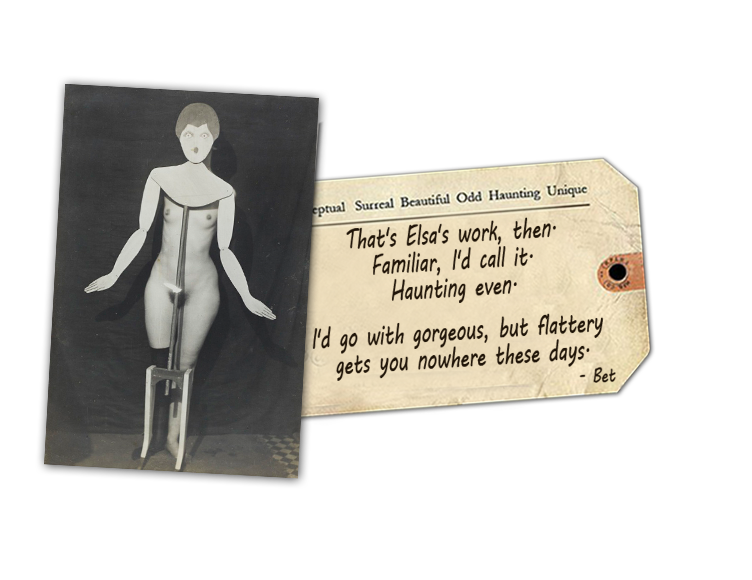 eptual Surreal Beautiful Odd Haunting Unique
That's Elsa's work, then.
Familiar, I'd call it.
Haunting even.
I'd go with gorgeous, but flattery
gets you nowhere these days.
- Bet